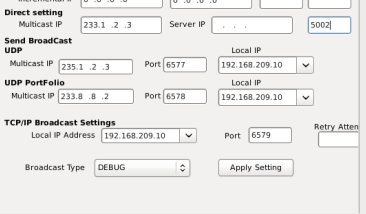 Direct setting
Multicast IP 233.1 .2 .3 Server IP . . . 5002
Send BroadCast
UDP Local IP
Multicast IP 235.1 .2 .3 Port 6577 192.168.209.10
UDP PortFolio Local IP
Multicast IP 233.8 .8 .2 Port 6578 192.168.209.10
TCP/IP Broadcast Settings Retry Atten
Local IP Address 192.168.209.10 Port 6579
Broadcast Type DEBUG Apply Setting